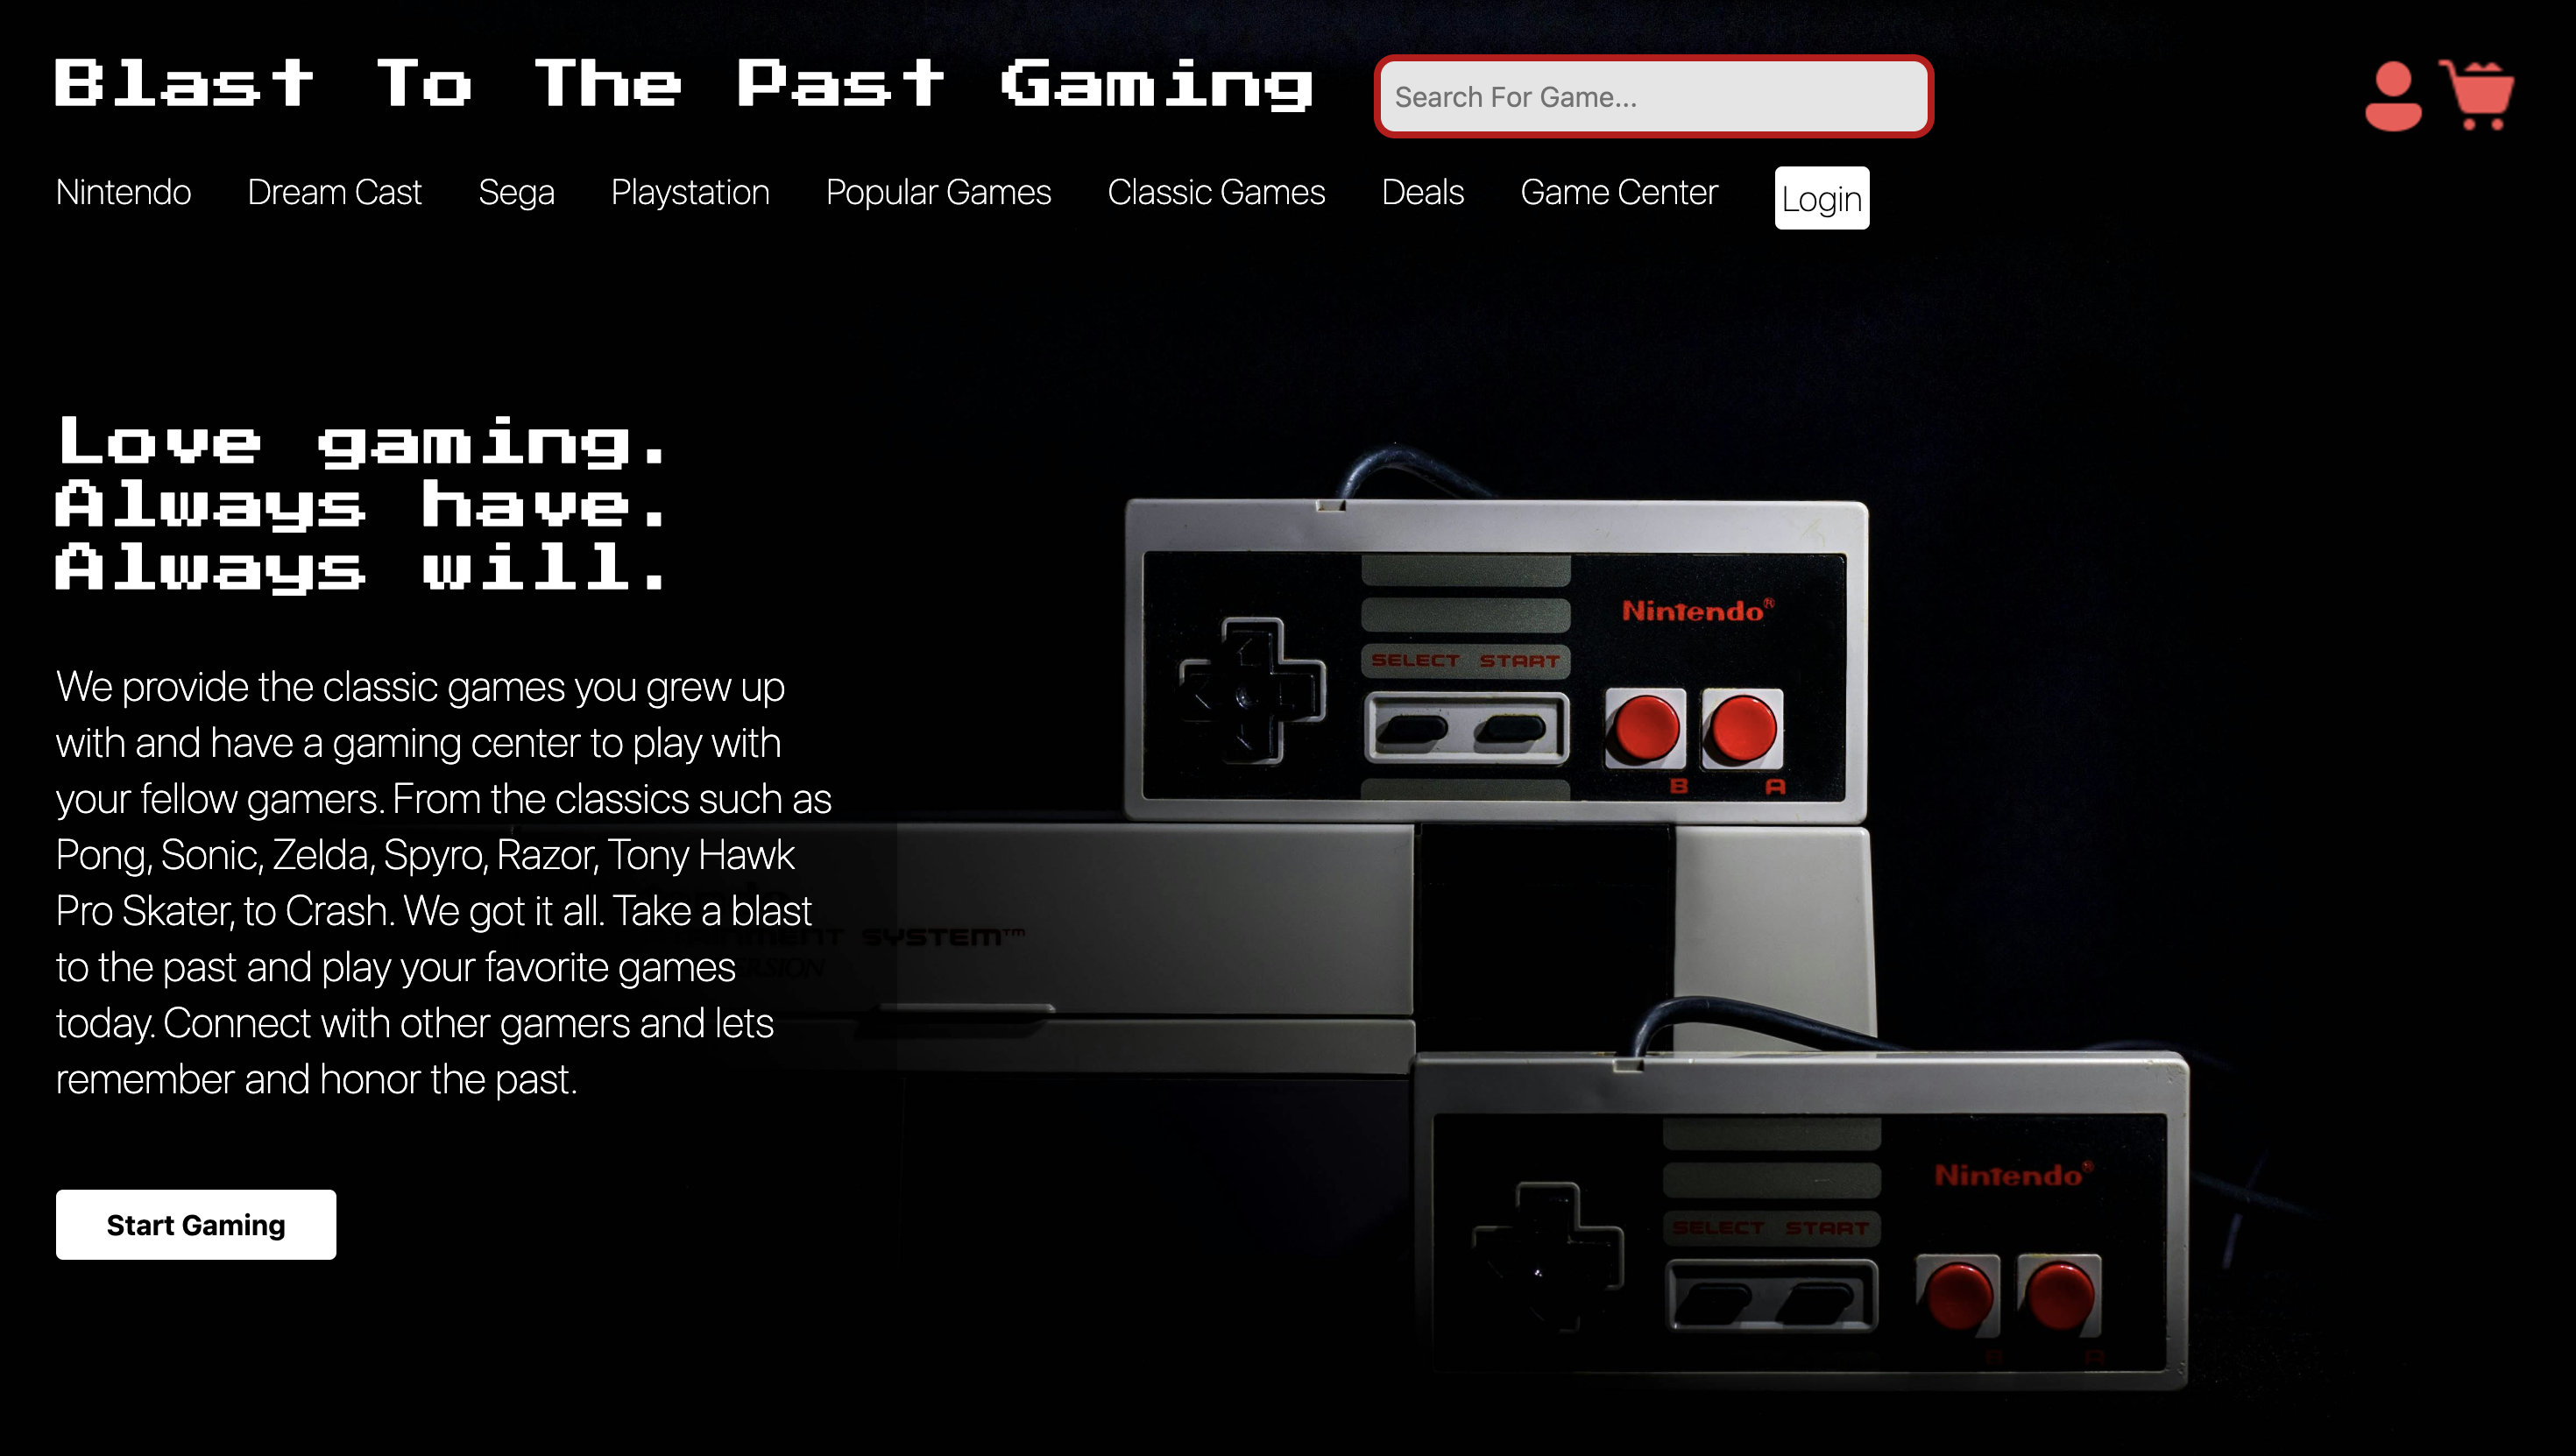 Blast To The Past Gaming
Search For Game...
Nintendo Dream Cast Sega Playstation Popular Games Classic Games Deals Game Center Login
Love gaming.
Always have.
Always will.
We provide the classic games you grew up
with and have a gaming center to play with
your fellow gamers. From the classics such as
Pong, Sonic, Zelda, Spyro, Razor, Tony Hawk
Pro Skater, to Crash. We got it all. Take a blast
to the past and play your favorite games
today. Connect with other gamers and lets
remember and honor the past.
Start Gaming
Nintendo®
SELECT START
B A
SYSTEM™
Nintendo®
SELECT START
B A